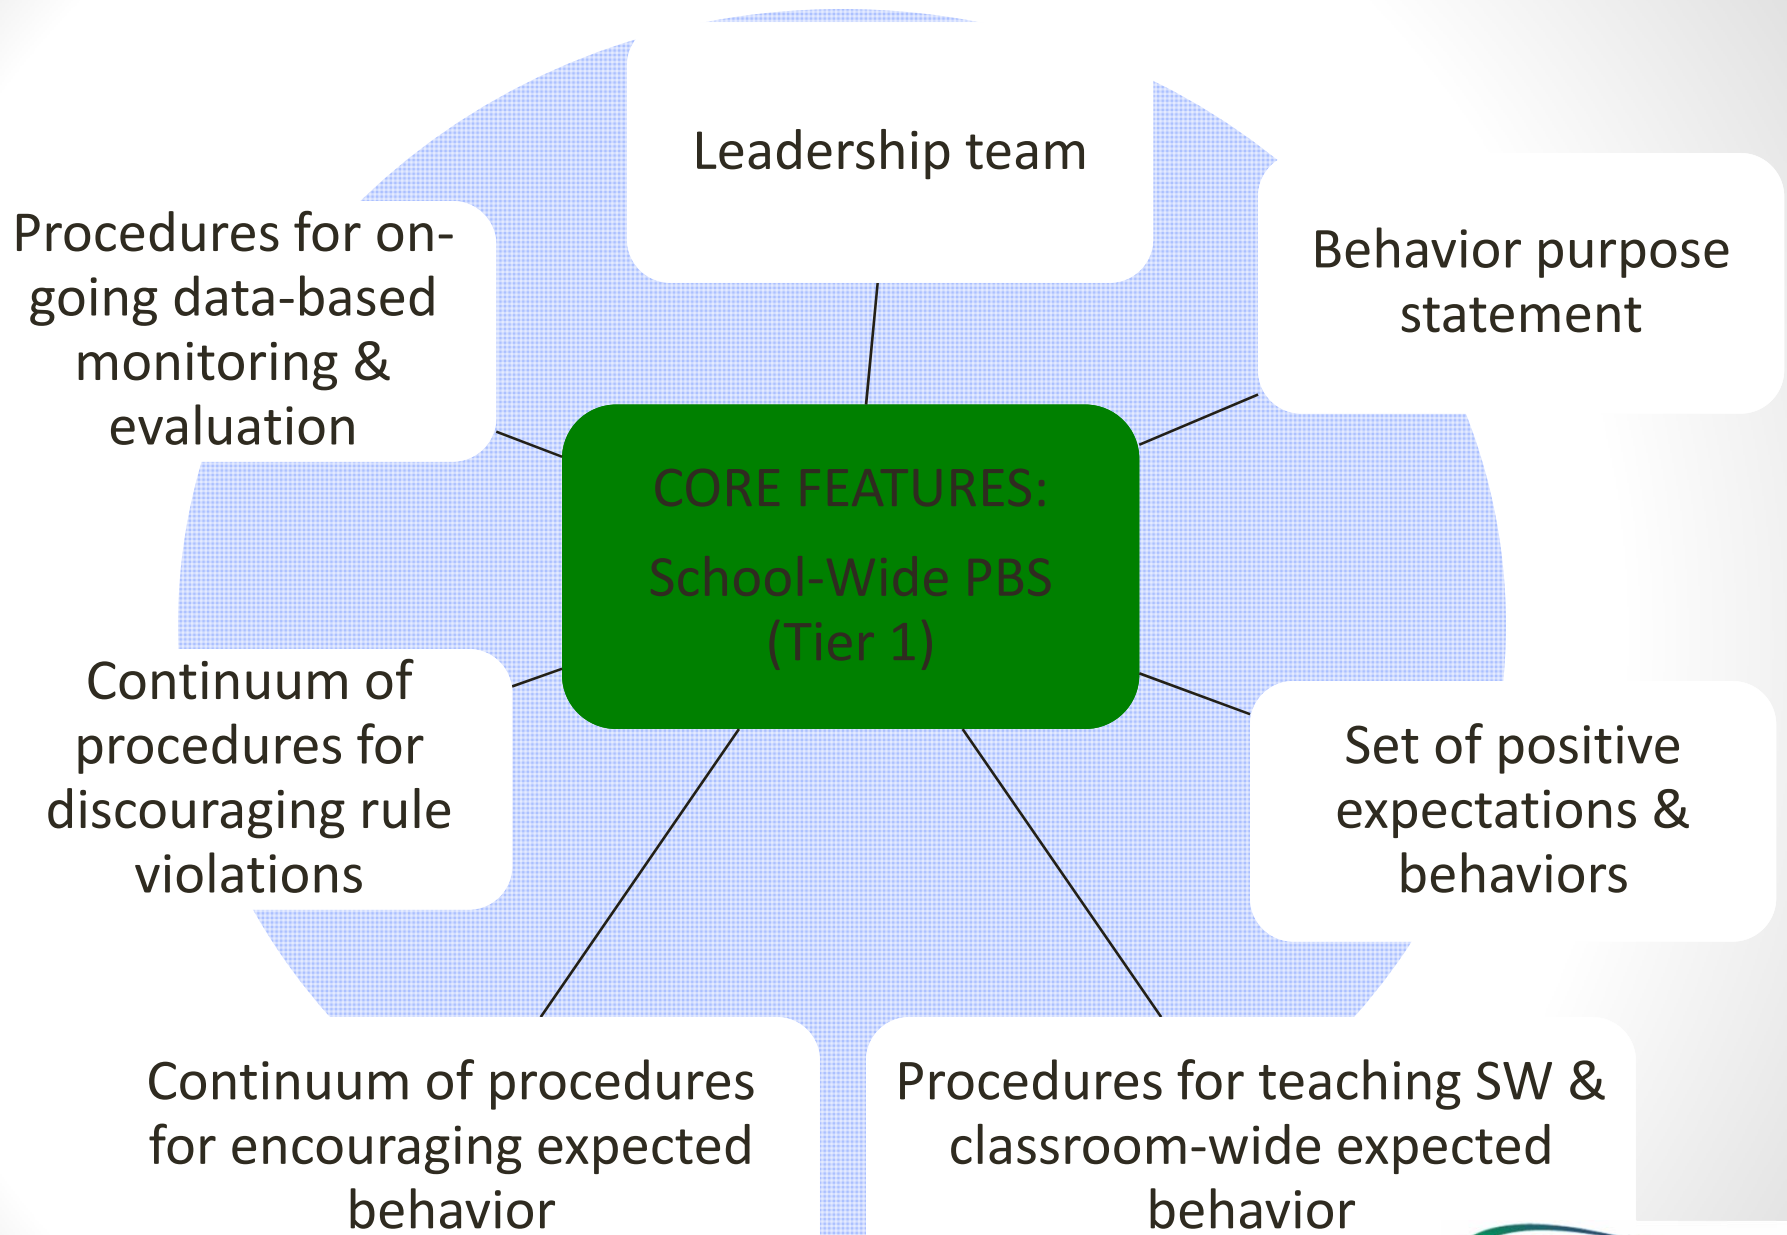 Leadership team
Behavior purpose
statement
Procedures for on-
going data-based
monitoring &
evaluation
CORE FEATURES:
School-Wide PBS
(Tier 1)
Continuum of
procedures for
discouraging rule
violations
Set of positive
expectations &
behaviors
Continuum of procedures
for encouraging expected
behavior
Procedures for teaching SW &
classroom-wide expected
behavior